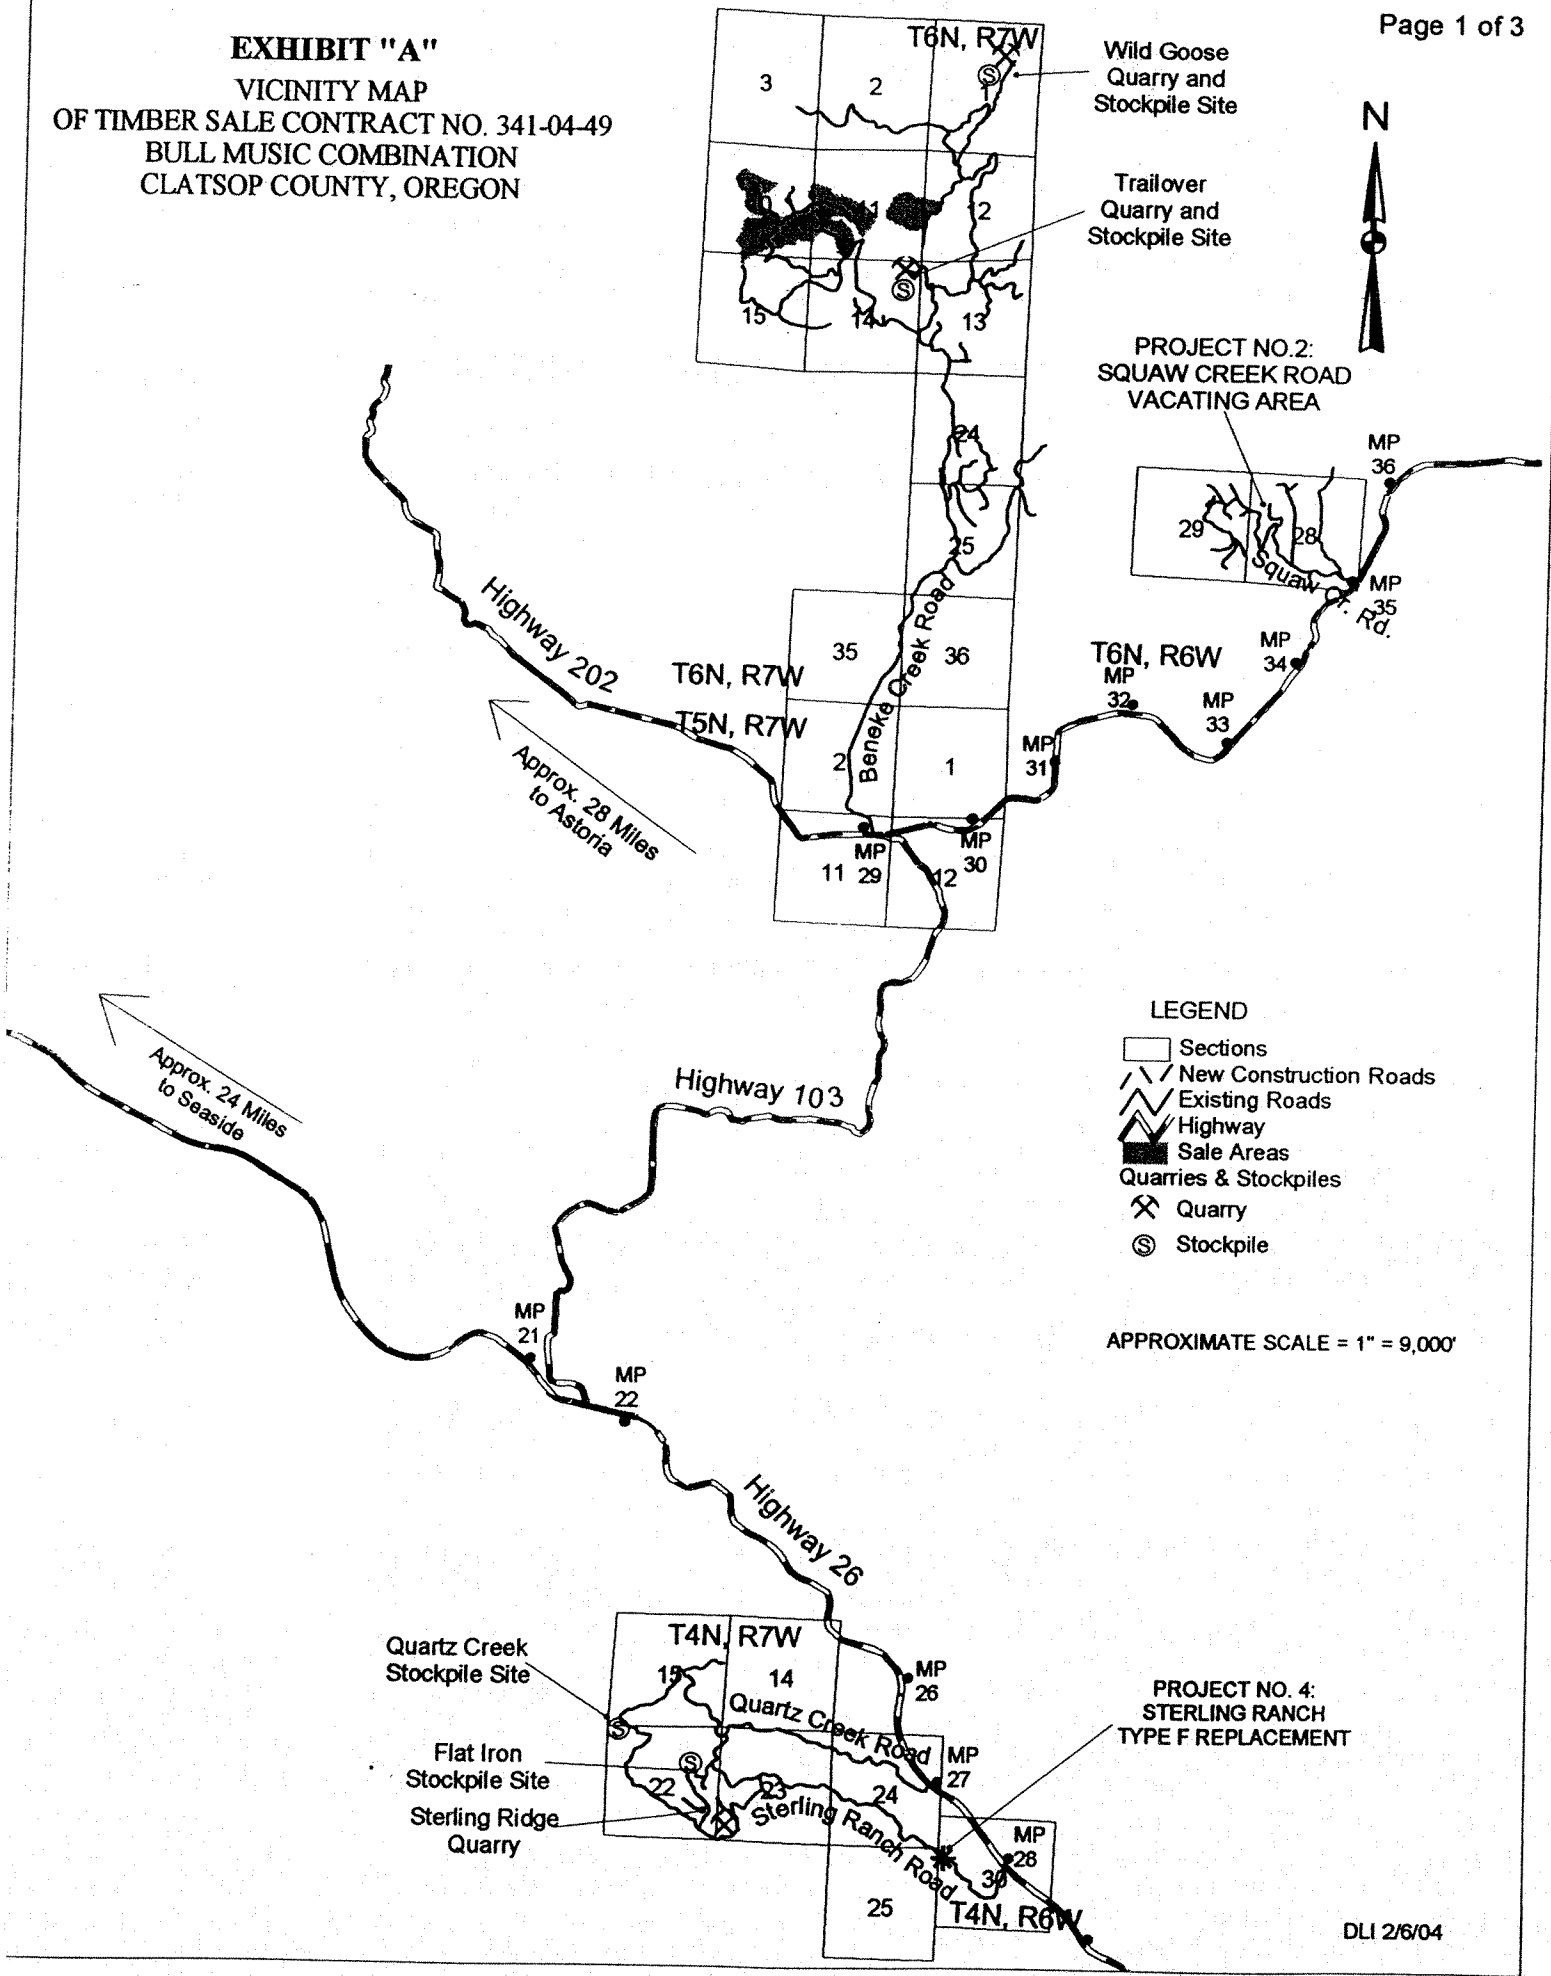 Page 1 of 3
EXHIBIT "A"
VICINITY MAP
OF TIMBER SALE CONTRACT NO. 341-04-49
BULL MUSIC COMBINATION
CLATSOP COUNTY, OREGON
T6N, R7W
Wild Goose
Quarry and
Stockpile Site
3
2
1
S
N
Trailover
Quarry and
Stockpile Site
10
11
12
S
15
14
13
PROJECT NO.2:
SQUAW CREEK ROAD
VACATING AREA
24
MP
36
29
28
25
Squaw Cr. Rd.
MP
35
Highway 202
35
36
T6N, R7W
T6N, R6W
MP
34
MP
32
MP
33
T5N, R7W
Beneke Creek Road
2
1
MP
31
Approx. 28 Miles
to Astoria
MP
29
MP
30
11
12
LEGEND
Sections
New Construction Roads
Existing Roads
Highway
Sale Areas
Quarries & Stockpiles
Quarry
S Stockpile
Approx. 24 Miles
to Seaside
Highway 103
MP
21
APPROXIMATE SCALE = 1" = 9,000'
MP
22
Highway 26
T4N, R7W
Quartz Creek
Stockpile Site
15
14
MP
26
PROJECT NO. 4:
STERLING RANCH
TYPE F REPLACEMENT
Quartz Creek Road
S
Flat Iron
Stockpile Site
S
MP
27
22
23
24
Sterling Ridge
Quarry
Sterling Ranch Road
MP
28
30
25
T4N, R6W
DLI 2/6/04